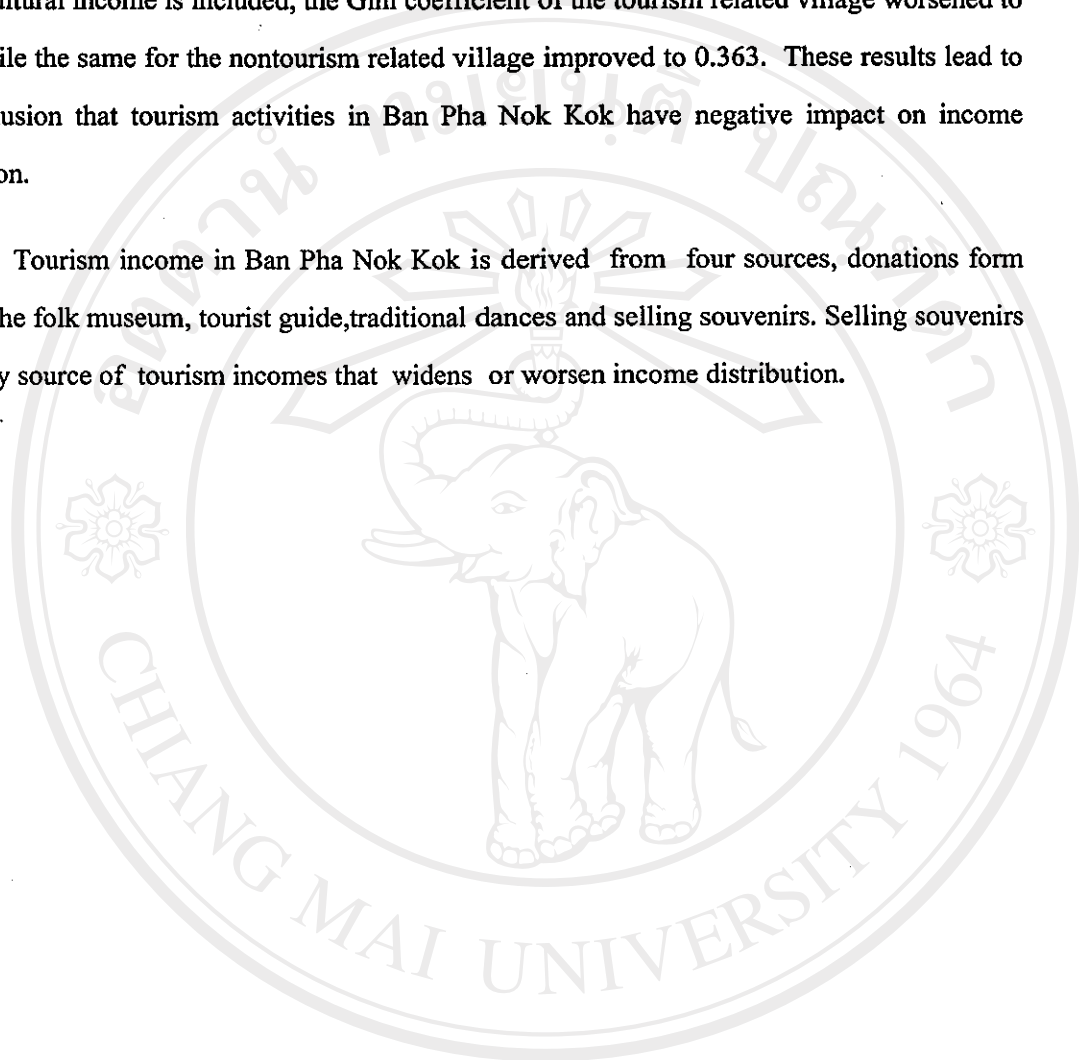 ltural income is included, the Gini coefficient of the tourism related village worsened to
ile the same for the nontourism related village improved to 0.363. These results lead to
usion that tourism activities in Ban Pha Nok Kok have negative impact on income
on.
Tourism income in Ban Pha Nok Kok is derived from four sources, donations form
he folk museum, tourist guide,traditional dances and selling souvenirs. Selling souvenirs
y source of tourism incomes that widens or worsen income distribution.
CHIANG MAI UNIVERSITY 1964